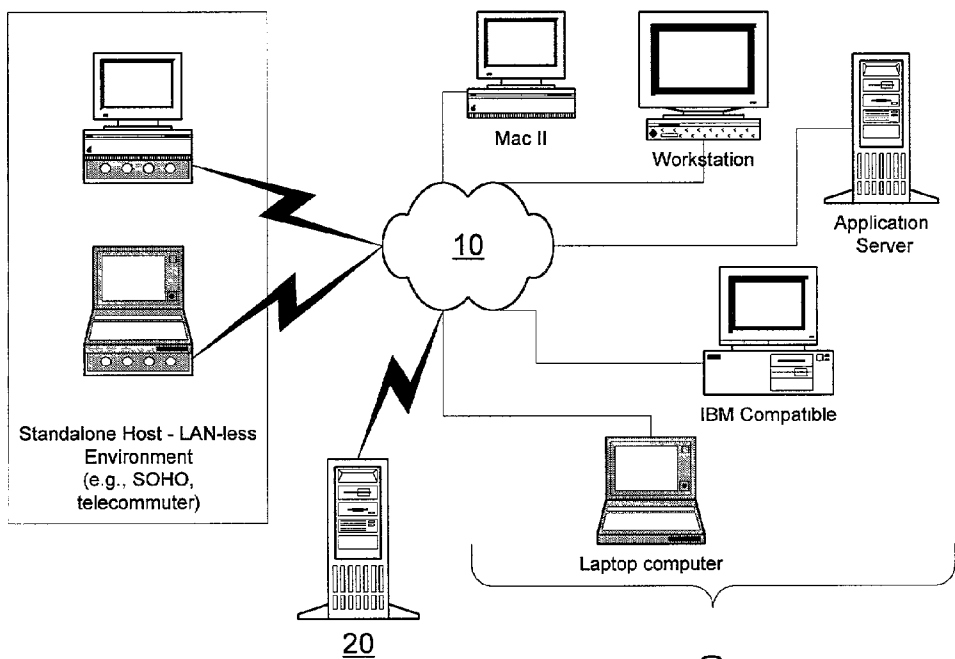 Mac II
Workstation
Application
Server
10
IBM Compatible
Standalone Host - LAN-less
Environment
(e.g., SOHO,
telecommuter)
Laptop computer
20